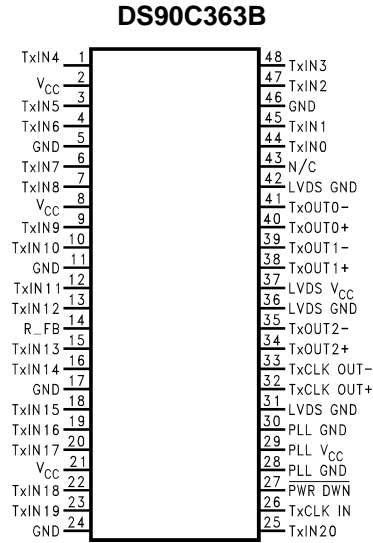 DS90C363B
TxIN4 1
VCC 2
TxIN5 3
TxIN6 4
GND 5
TxIN7 6
TxIN8 7
VCC 8
TxIN9 9
TxIN10 10
GND 11
TxIN11 12
TxIN12 13
R_FB 14
TxIN13 15
TxIN14 16
GND 17
TxIN15 18
TxIN16 19
TxIN17 20
VCC 21
TxIN18 22
TxIN19 23
GND 24
48 TxIN3
47 TxIN2
46 GND
45 TxIN1
44 TxIN0
43 N/C
42 LVDS GND
41 TxOUT0-
40 TxOUT0+
39 TxOUT1-
38 TxOUT1+
37 LVDS VCC
36 LVDS GND
35 TxOUT2-
34 TxOUT2+
33 TxCLK OUT-
32 TxCLK OUT+
31 LVDS GND
30 PLL GND
29 PLL VCC
28 PLL GND
27 PWR DWN
26 TxCLK IN
25 TxIN20